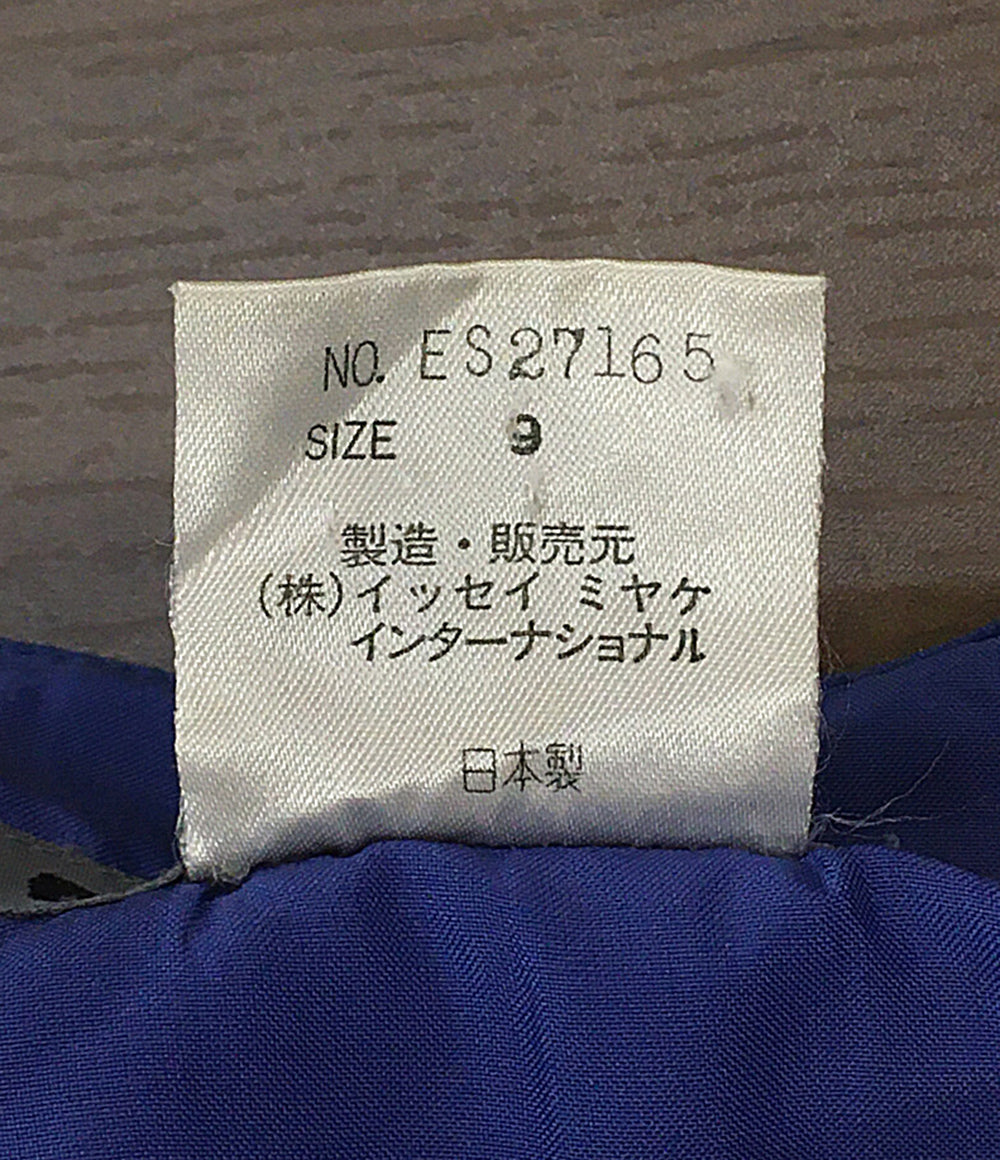 NO. ES27165
SIZE 9
製造・販売元
(株)イッセイ ミヤケ
インターナショナル
日本製